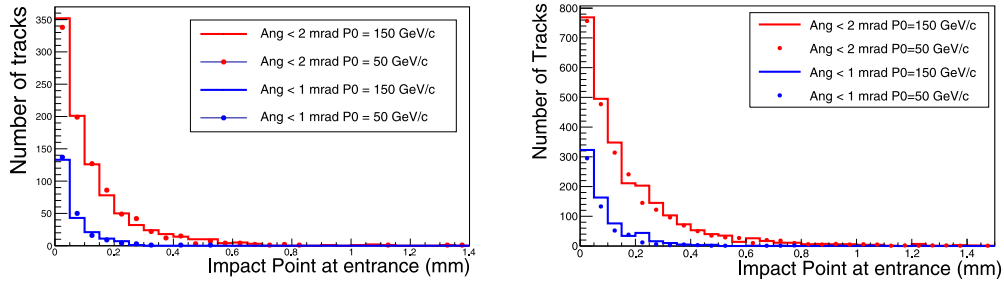 Number of tracks
350
300
250
200
150
100
50
0
Ang < 2 mrad P0 = 150 GeV/c
Ang < 2 mrad P0 = 50 GeV/c
Ang < 1 mrad P0 = 150 GeV/c
Ang < 1 mrad P0 = 50 GeV/c
0 0.2 0.4 0.6 0.8 1 1.2 1.4
Impact Point at entrance (mm)
Number of Tracks
800
700
600
500
400
300
200
100
0
Ang < 2 mrad P0=150 GeV/c
Ang < 2 mrad P0=50 GeV/c
Ang < 1 mrad P0=150 GeV/c
Ang < 1 mrad P0=50 GeV/c
0 0.2 0.4 0.6 0.8 1 1.2 1.4
Impact Point at entrance (mm)